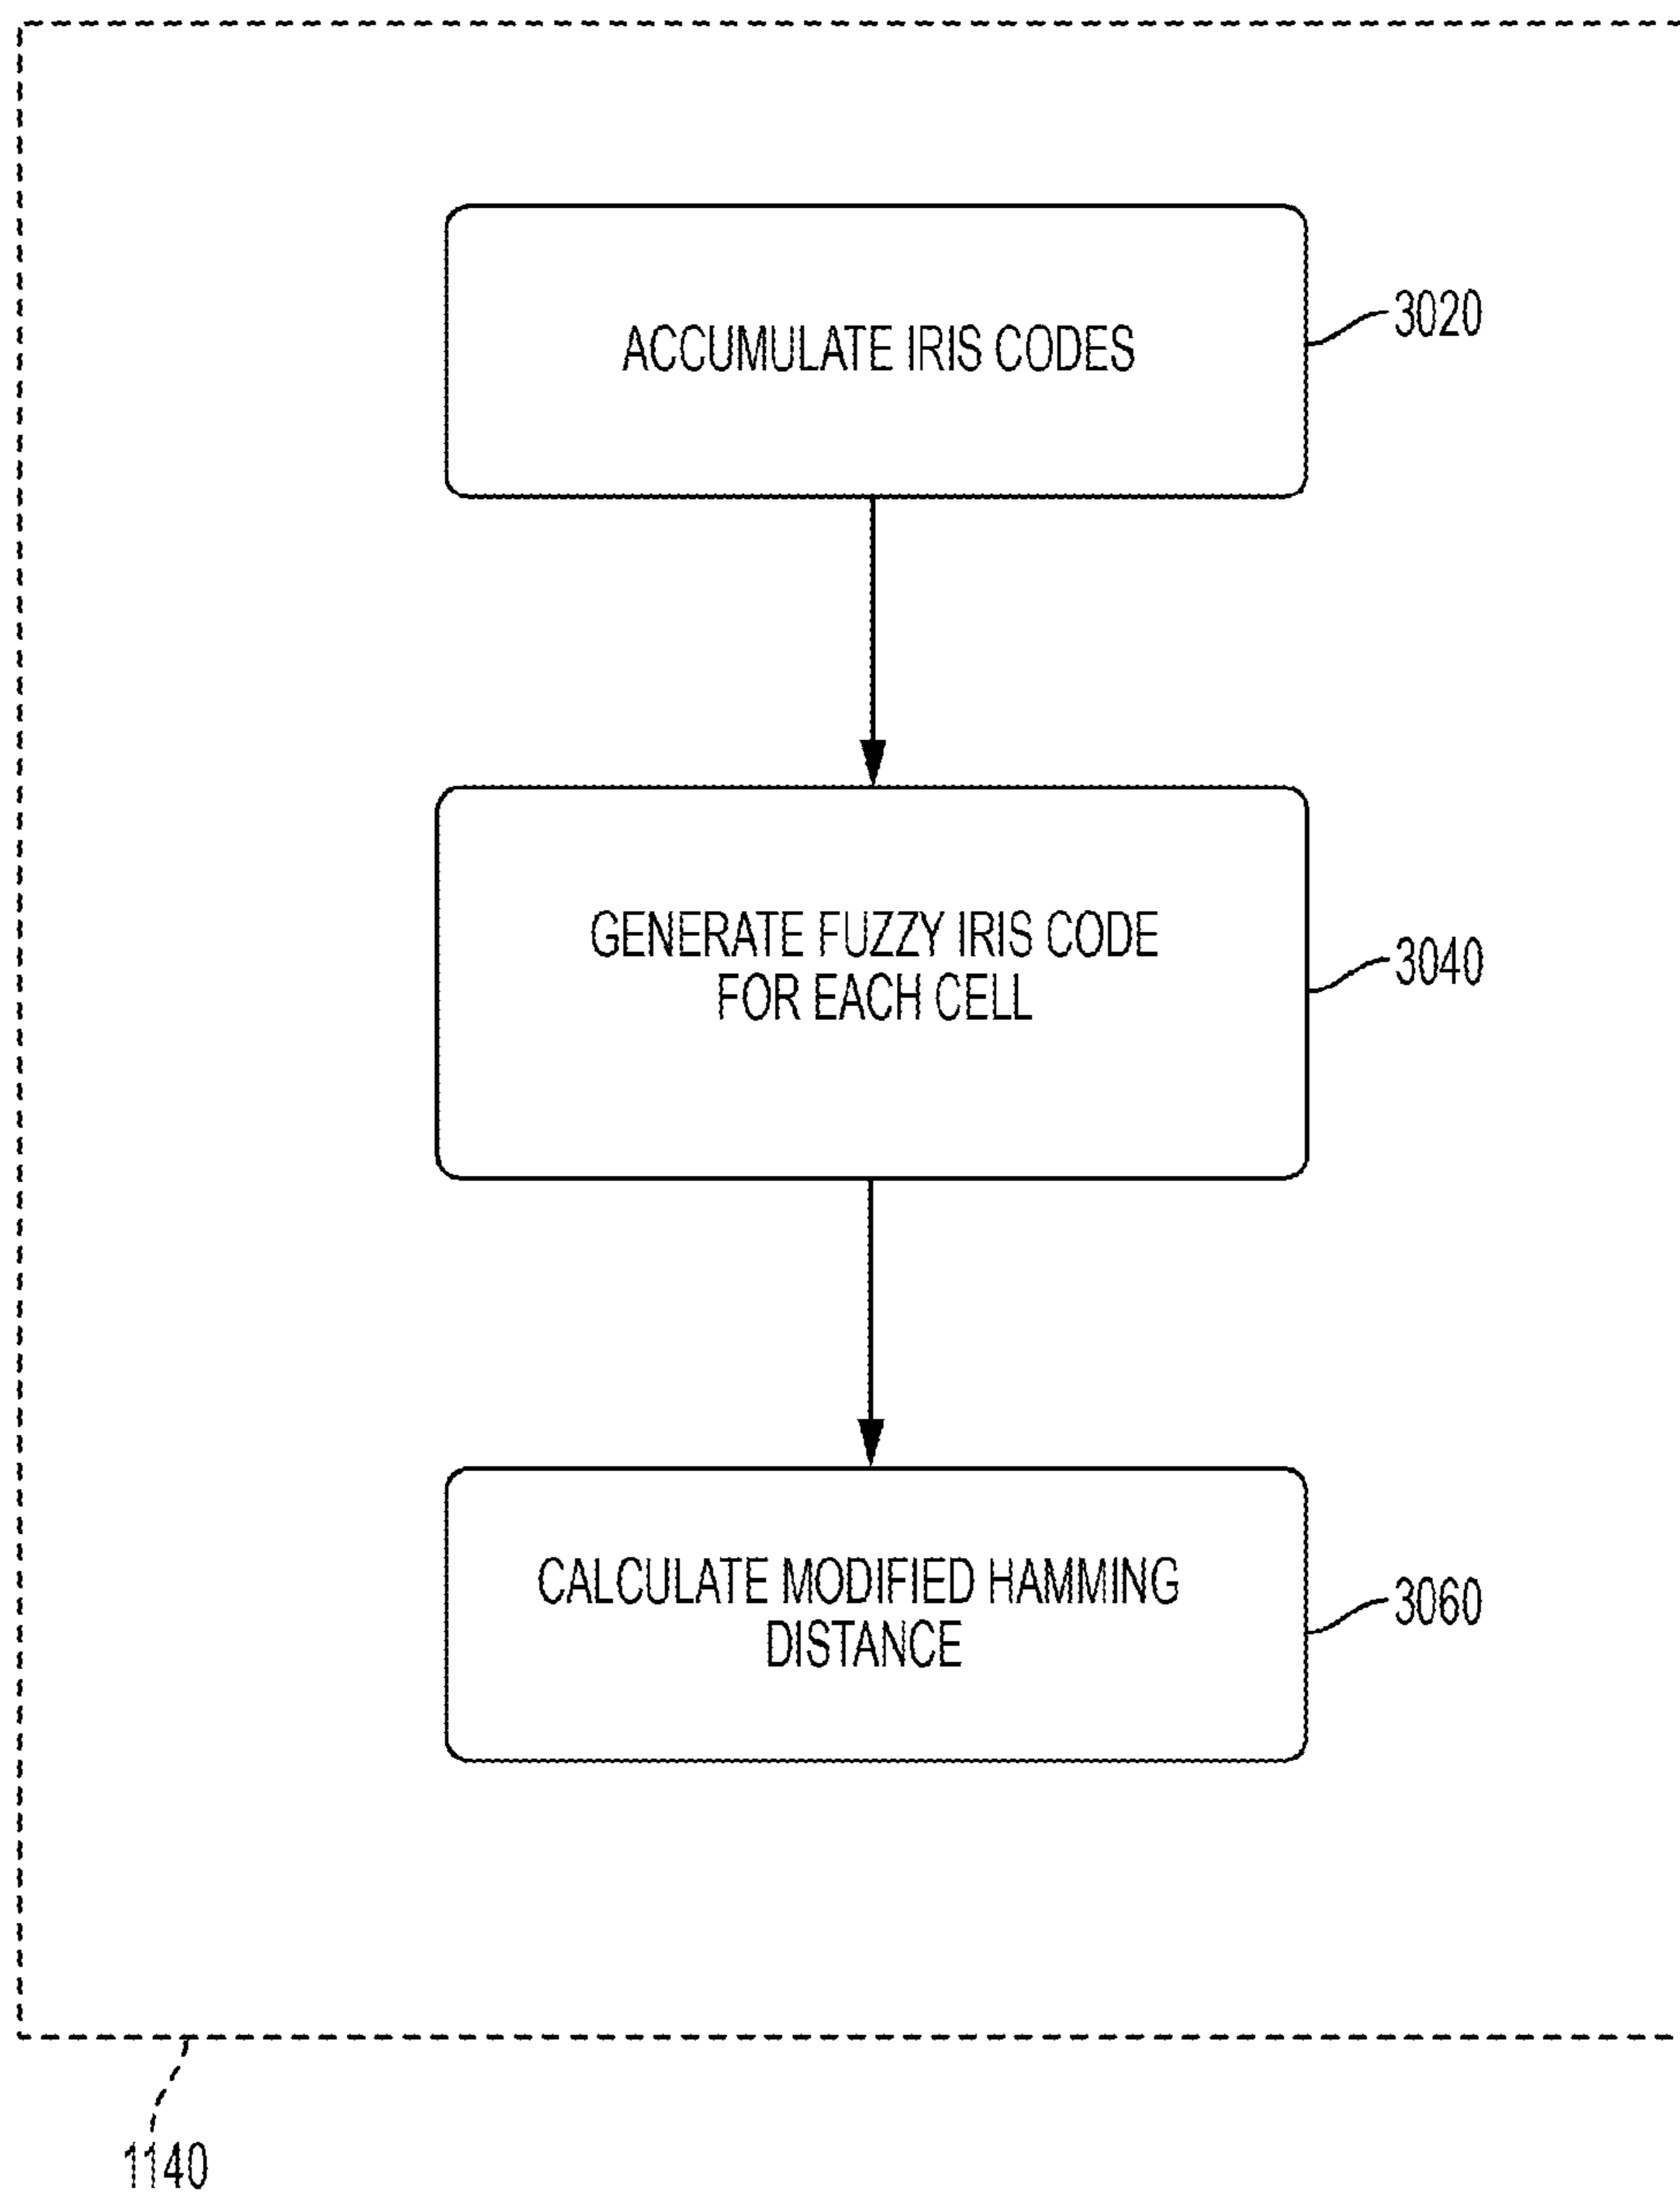 ACCUMULATE IRIS CODES
3020
GENERATE FUZZY IRIS CODE
FOR EACH CELL
3040
CALCULATE MODIFIED HAMMING
DISTANCE
3060
1140